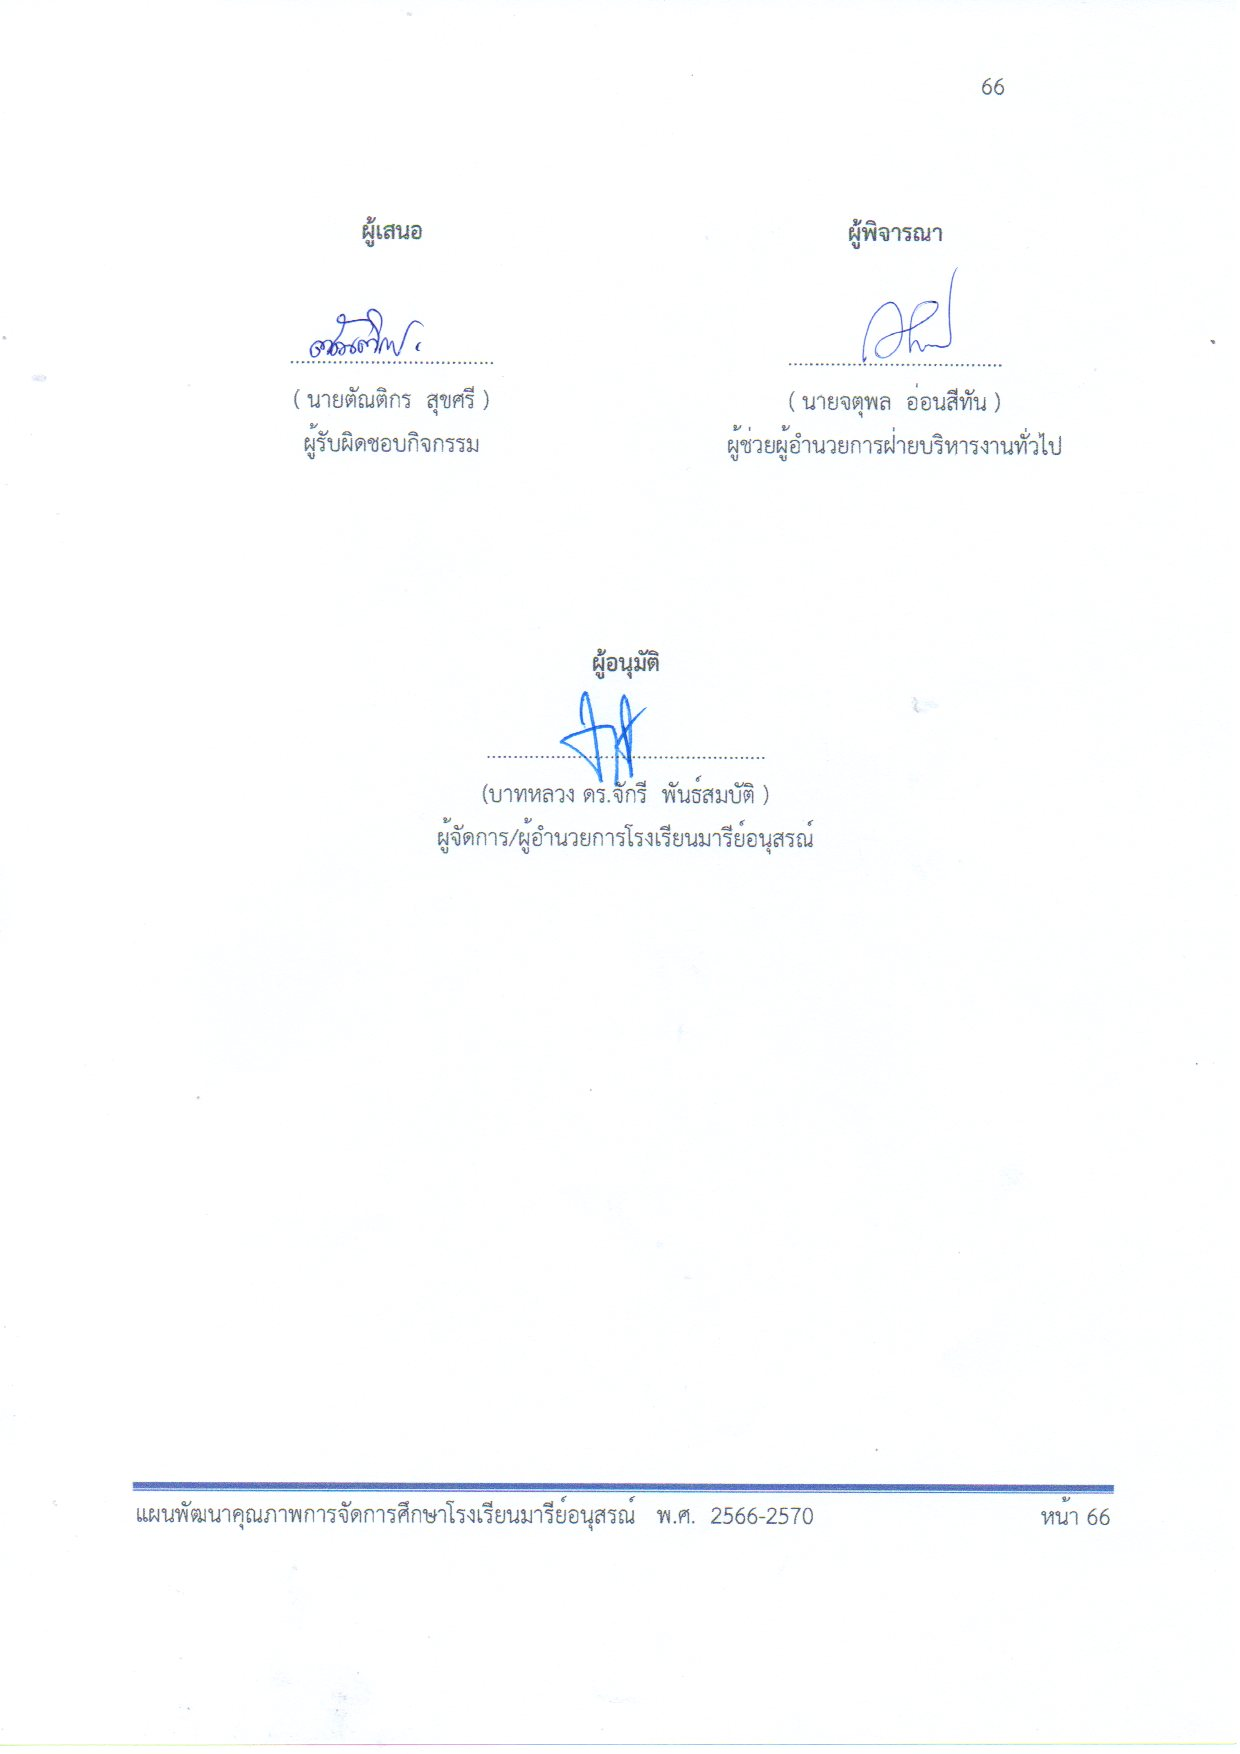 66
ผู้เสนอ
ผู้พิจารณา
( นายตัณติกร สุขศรี )
( นายจตุพล อ่อนสีทัน )
ผู้รับผิดชอบกิจกรรม
ผู้ช่วยผู้อำนวยการฝ่ายบริหารงานทั่วไป
ผู้อนุมัติ
(บาทหลวง ดร.จักรี พันธ์สมบัติ )
ผู้จัดการ/ผู้อำนวยการโรงเรียนมารีย์อนุสรณ์
แผนพัฒนาคุณภาพการจัดการศึกษาโรงเรียนมารีย์อนุสรณ์ พ.ศ. 2566-2570 หน้า 66